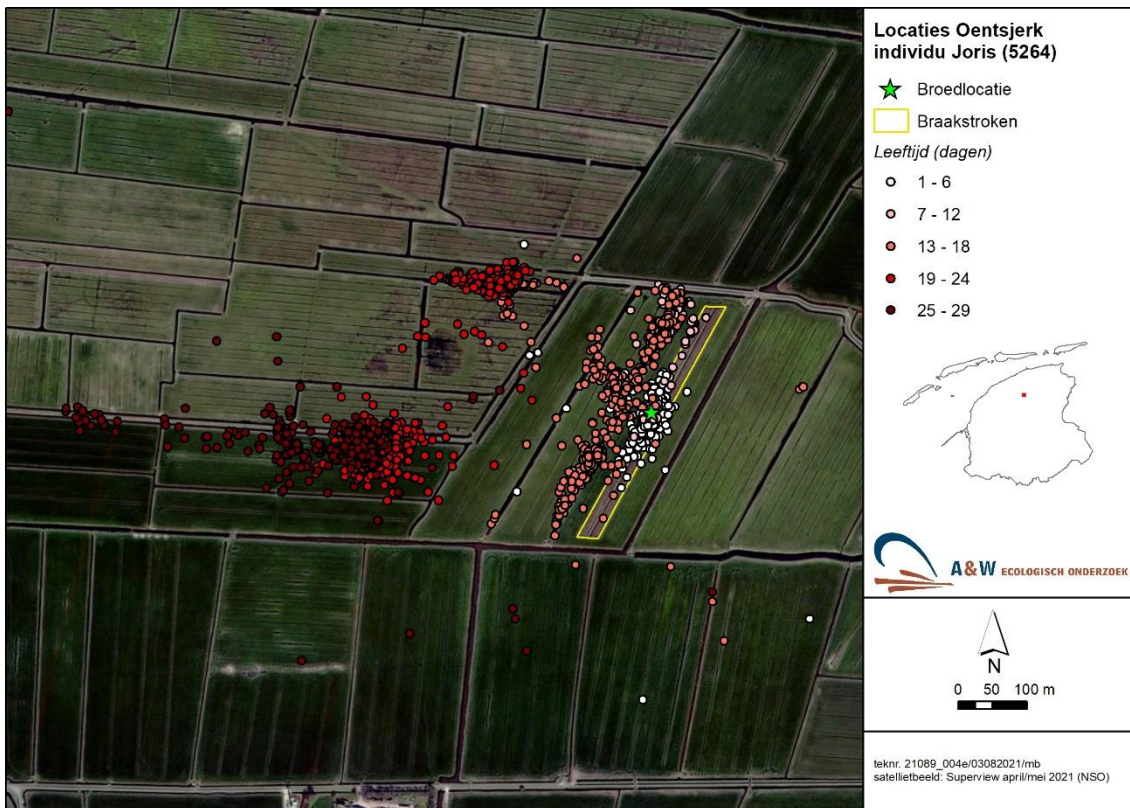 Locaties Oentsjerk
individu Joris (5264)
Broedlocatie
Braakstroken
Leeftijd (dagen)
1 - 6
7 - 12
13 - 18
19 - 24
25 - 29
A&W ECOLOGISCH ONDERZOEK
N
0 50 100 m
teknr. 21089_004e/03082021/mb
satellietbeeld: Superview april/mei 2021 (NSO)